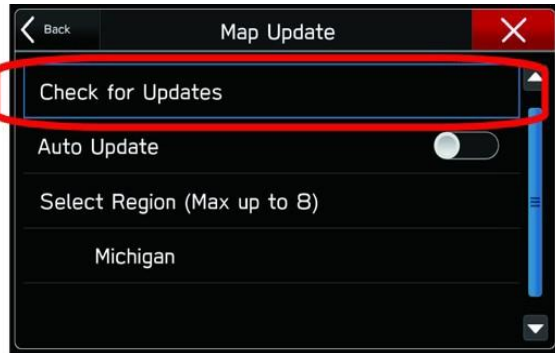 Back Map Update
Check for Updates
Auto Update
Select Region (Max up to 8)
Michigan